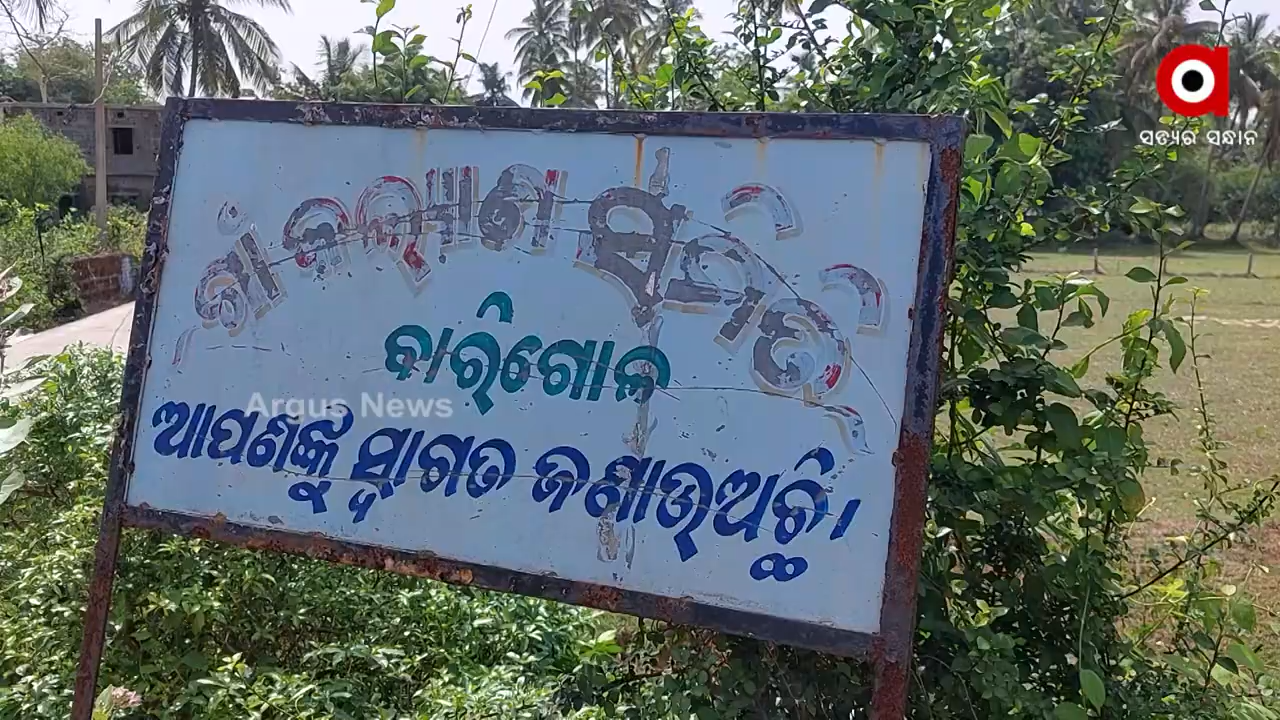 ସତ୍ୟର ସନ୍ଧାନ
ବାରିଗୋଲ
Argus News
ଆପଣଙ୍କୁ ସ୍ୱାଗତ ଜଣାଉଅଛି।